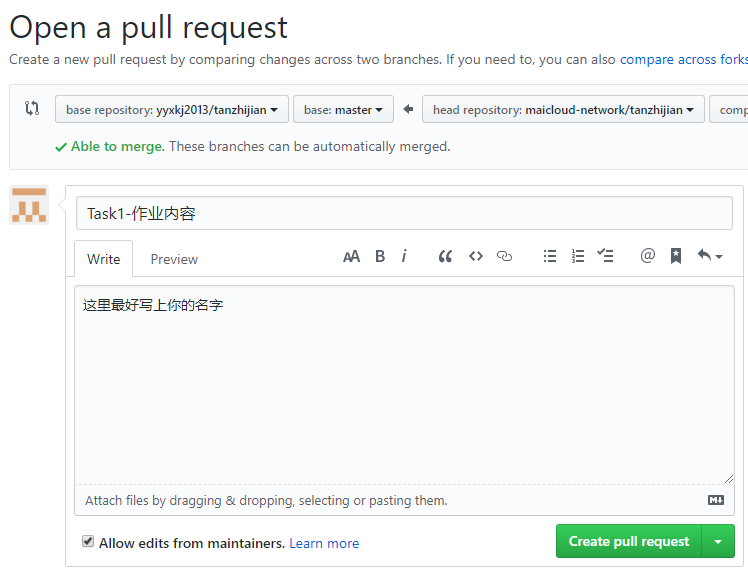 Open a pull request
Create a new pull request by comparing changes across two branches. If you need to, you can also compare across forks
base repository: yyxkj2013/tanzhijian base: master head repository: maicloud-network/tanzhijian comp
Able to merge. These branches can be automatically merged.
Task1-作业内容
Write Preview AA B i
这里最好写上你的名字
Attach files by dragging & dropping, selecting or pasting them.
Allow edits from maintainers. Learn more Create pull request